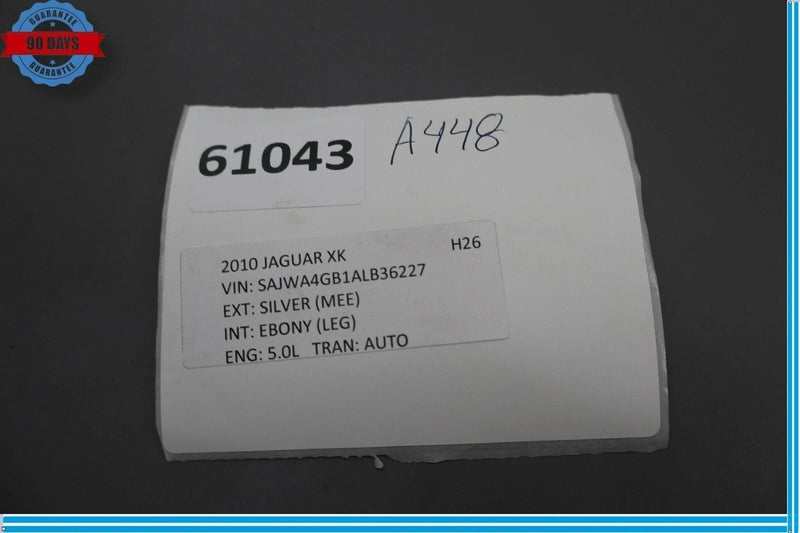 GUARANTEE
90 DAYS
GUARANTEE
61043
A448
2010 JAGUAR XK H26
VIN: SAJWA4GB1ALB36227
EXT: SILVER (MEE)
INT: EBONY (LEG)
ENG: 5.0L TRAN: AUTO